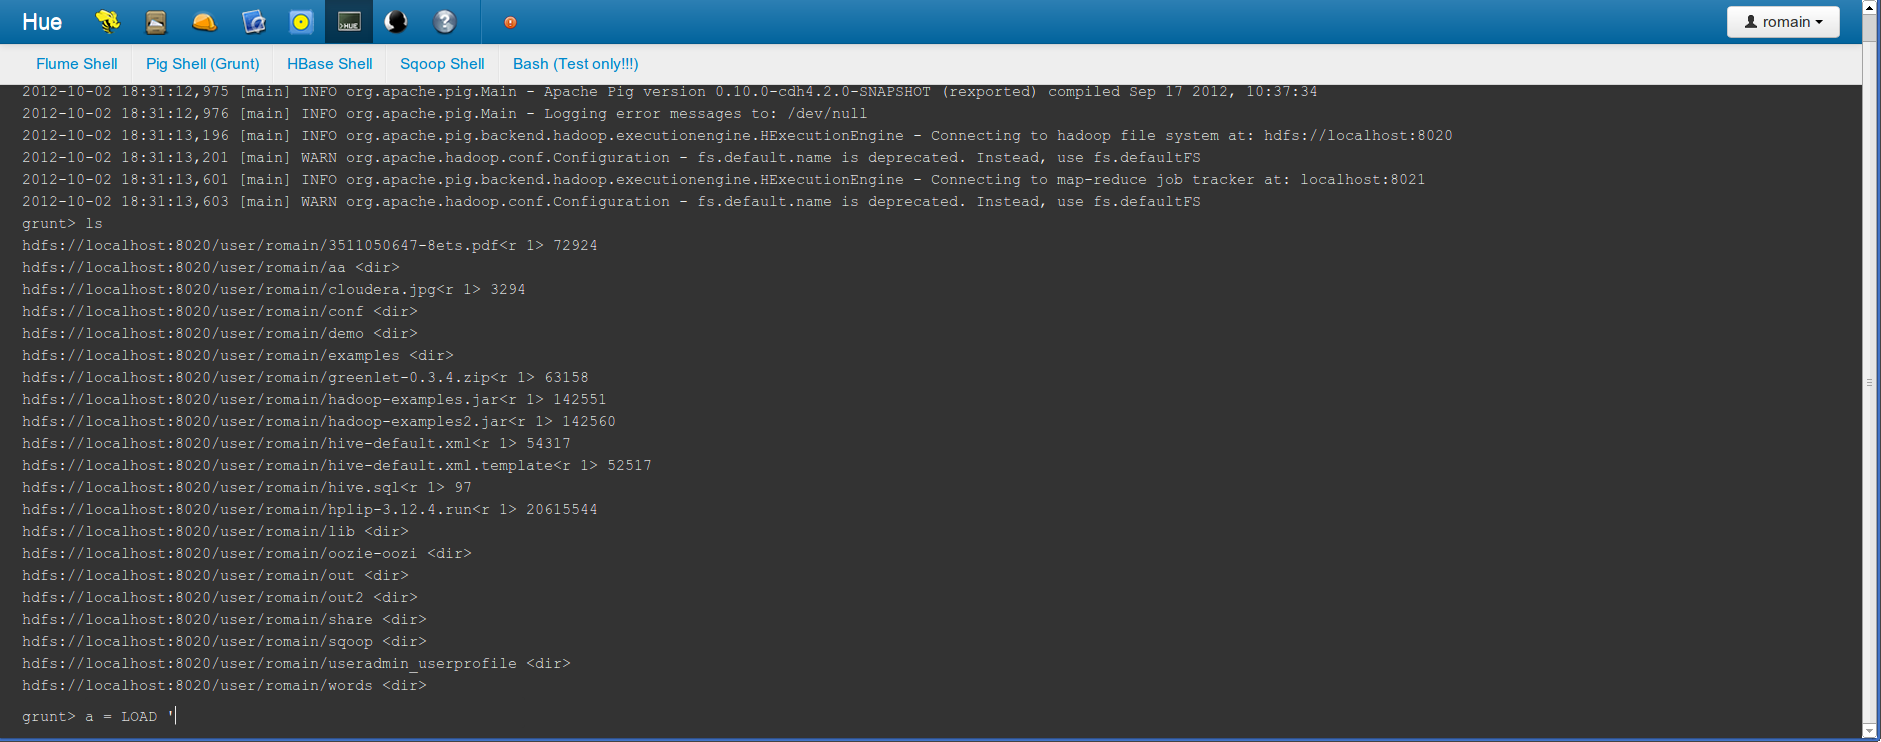 Hue
>HUE
romain
Flume Shell
Pig Shell (Grunt)
HBase Shell
Sqoop Shell
Bash (Test only!!!)
2012-10-02 18:31:12,975 [main] INFO org.apache.pig.Main - Apache Pig version 0.10.0-cdh4.2.0-SNAPSHOT (rexported) compiled Sep 17 2012, 10:37:34
2012-10-02 18:31:12,976 [main] INFO org.apache.pig.Main - Logging error messages to: /dev/null
2012-10-02 18:31:13,196 [main] INFO org.apache.pig.backend.hadoop.executionengine.HExecutionEngine - Connecting to hadoop file system at: hdfs://localhost:8020
2012-10-02 18:31:13,201 [main] WARN org.apache.hadoop.conf.Configuration - fs.default.name is deprecated. Instead, use fs.defaultFS
2012-10-02 18:31:13,601 [main] INFO org.apache.pig.backend.hadoop.executionengine.HExecutionEngine - Connecting to map-reduce job tracker at: localhost:8021
2012-10-02 18:31:13,603 [main] WARN org.apache.hadoop.conf.Configuration - fs.default.name is deprecated. Instead, use fs.defaultFS
grunt> ls
hdfs://localhost:8020/user/romain/3511050647-8ets.pdf<r 1> 72924
hdfs://localhost:8020/user/romain/aa <dir>
hdfs://localhost:8020/user/romain/cloudera.jpg<r 1> 3294
hdfs://localhost:8020/user/romain/conf <dir>
hdfs://localhost:8020/user/romain/demo <dir>
hdfs://localhost:8020/user/romain/examples <dir>
hdfs://localhost:8020/user/romain/greenlet-0.3.4.zip<r 1> 63158
hdfs://localhost:8020/user/romain/hadoop-examples.jar<r 1> 142551
hdfs://localhost:8020/user/romain/hadoop-examples2.jar<r 1> 142560
hdfs://localhost:8020/user/romain/hive-default.xml<r 1> 54317
hdfs://localhost:8020/user/romain/hive-default.xml.template<r 1> 52517
hdfs://localhost:8020/user/romain/hive.sql<r 1> 97
hdfs://localhost:8020/user/romain/hplip-3.12.4.run<r 1> 20615544
hdfs://localhost:8020/user/romain/lib <dir>
hdfs://localhost:8020/user/romain/oozie-oozi <dir>
hdfs://localhost:8020/user/romain/out <dir>
hdfs://localhost:8020/user/romain/out2 <dir>
hdfs://localhost:8020/user/romain/share <dir>
hdfs://localhost:8020/user/romain/sqoop <dir>
hdfs://localhost:8020/user/romain/useradmin_userprofile <dir>
hdfs://localhost:8020/user/romain/words <dir>
grunt> a = LOAD '